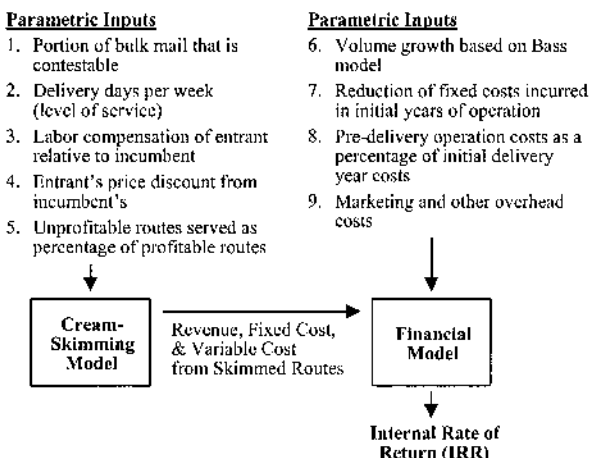 Parametric Inputs
1. Portion of bulk mail that is
contestable
2. Delivery days per week
(level of service)
3. Labor compensation of entrant
relative to incumbent
4. Entrant's price discount from
incumbent's
5. Unprofitable routes served as
percentage of profitable routes
Parametric Inputs
6. Volume growth based on Bass
model
7. Reduction of fixed costs incurred
in initial years of operation
8. Pre-delivery operation costs as a
percentage of initial delivery
year costs
9. Marketing and other overhead
costs
Cream-
Skimming
Model
Revenue, Fixed Cost,
& Variable Cost
from Skimmed Routes
Financial
Model
Internal Rate of
Return (IRR)